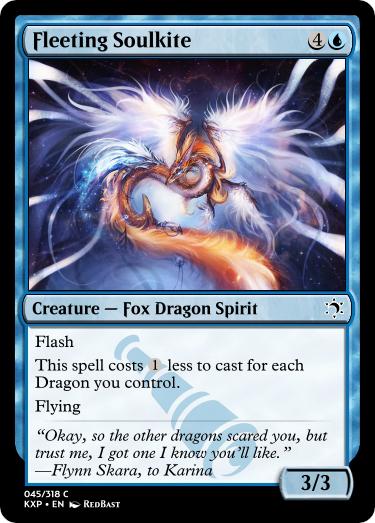 Fleeting Soulkite 4
Creature — Fox Dragon Spirit
Flash
This spell costs 1 less to cast for each
Dragon you control.
Flying
“Okay, so the other dragons scared you, but
trust me, I got one I know you’ll like.”
—Flynn Skara, to Karina
3/3
045/318 C
KXP • EN RedBast